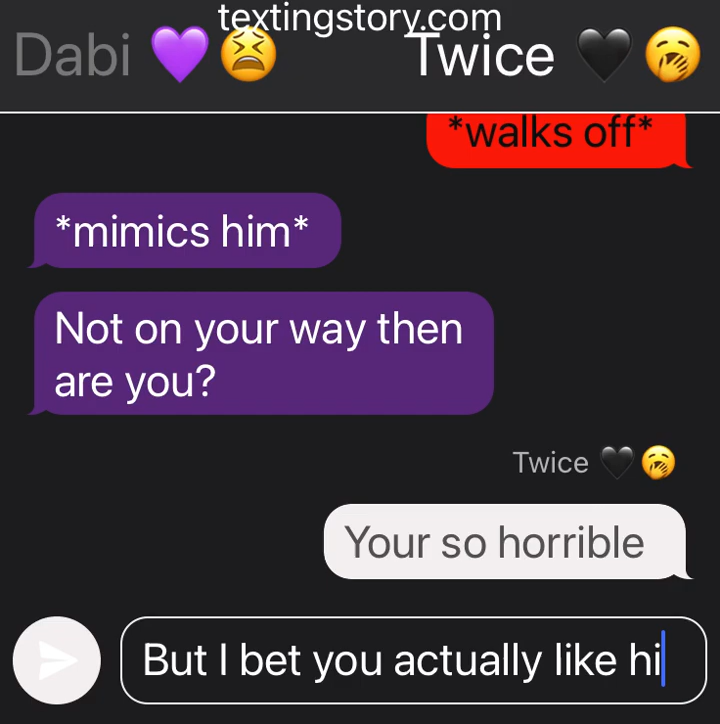 textingstory.com
Dabi 💜😫 Twice 🖤🥱
*walks off*
*mimics him*
Not on your way then
are you?
Twice 🖤🥱
Your so horrible
But I bet you actually like hi